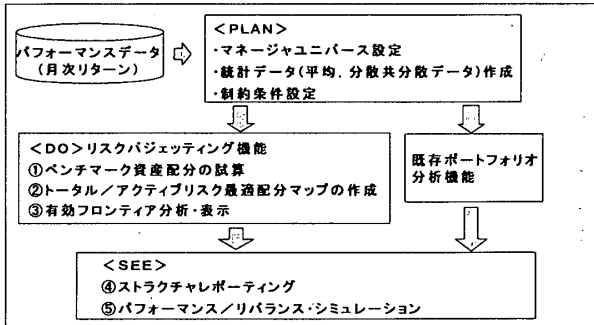 パフォーマンスデータ
(月次リターン)
<PLAN>
・マネージャユニバース設定
・統計データ(平均,分散共分散データ)作成
・制約条件設定
<DO>リスクバジェッティング機能
①ベンチマーク資産配分の試算
②トータル/アクティブリスク最適配分マップの作成
③有効フロンティア分析・表示
既存ポートフォリオ
分析機能
<SEE>
④ストラクチャレポーティング
⑤パフォーマンス/リバランス・シミュレーション